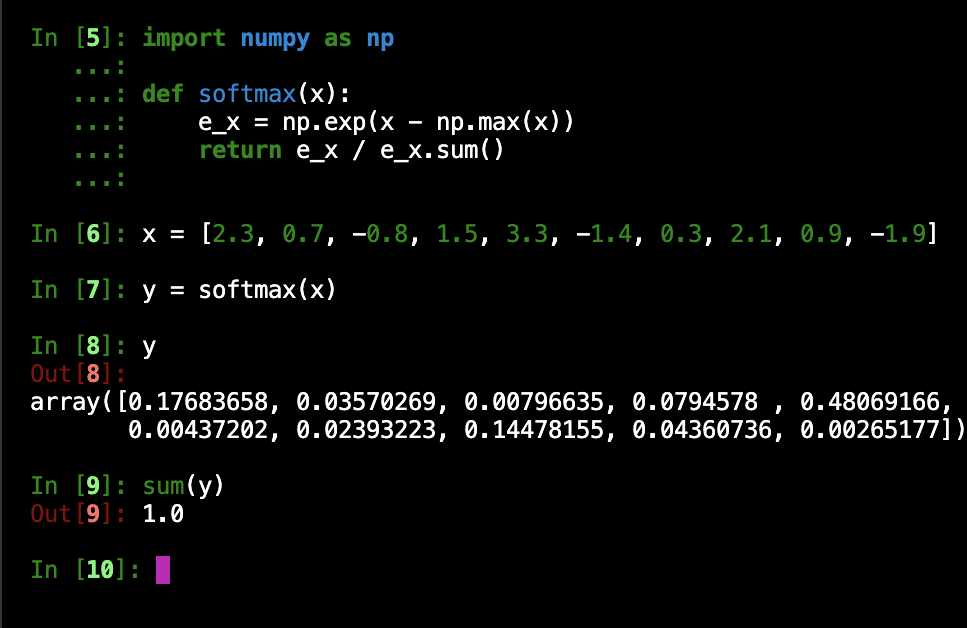 In [5]: import numpy as np
   ...:
   ...: def softmax(x):
   ...:     e_x = np.exp(x - np.max(x))
   ...:     return e_x / e_x.sum()
   ...:
In [6]: x = [2.3, 0.7, -0.8, 1.5, 3.3, -1.4, 0.3, 2.1, 0.9, -1.9]
In [7]: y = softmax(x)
In [8]: y
Out[8]:
array([0.17683658, 0.03570269, 0.00796635, 0.0794578 , 0.48069166,
       0.00437202, 0.02393223, 0.14478155, 0.04360736, 0.00265177])
In [9]: sum(y)
Out[9]: 1.0
In [10]: